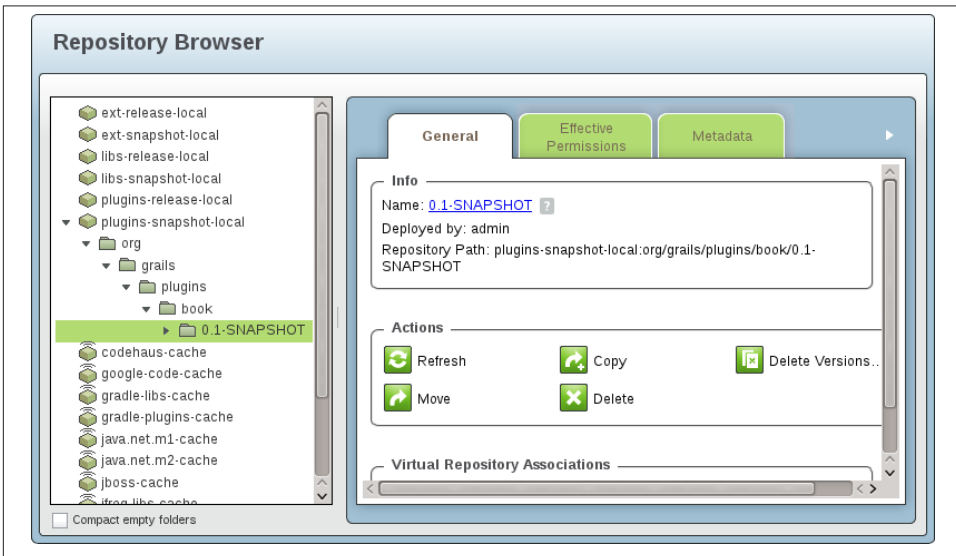 Repository Browser
ext-release-local
ext-snapshot-local
libs-release-local
libs-snapshot-local
plugins-release-local
plugins-snapshot-local
org
grails
plugins
book
0.1-SNAPSHOT
codehaus-cache
google-code-cache
gradle-libs-cache
gradle-plugins-cache
java.net.m1-cache
java.net.m2-cache
jboss-cache
jfrog-libs-cache
Compact empty folders
General
Effective
Permissions
Metadata
Info
Name: 0.1-SNAPSHOT ?
Deployed by: admin
Repository Path: plugins-snapshot-local:org/grails/plugins/book/0.1-
SNAPSHOT
Actions
Refresh
Copy
Delete Versions..
Move
Delete
Virtual Repository Associations